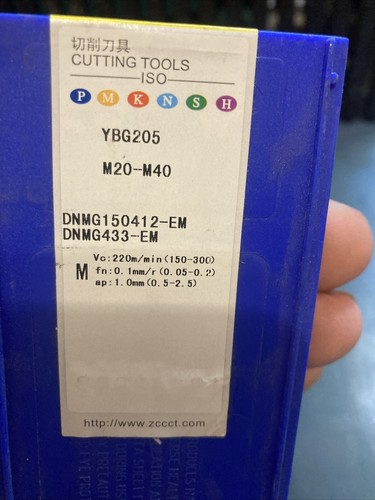 切削刀具
CUTTING TOOLS
ISO
P M K N S H
YBG205
M20-M40
DNMG150412-EM
DNMG433-EM
M
Vc:220m/min(150-300)
fn:0.1mm/r(0.05-0.2)
ap:1.0mm(0.5-2.5)
http://www.zccct.com